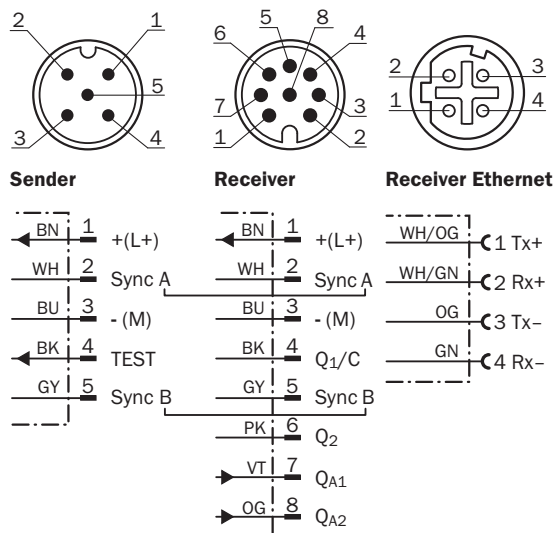 2 1
5
3 4
5 8
6 4
7 3
1 2
2 3
1 4
Sender
BN 1 +(L+)
WH 2 Sync A
BU 3 - (M)
BK 4 TEST
GY 5 Sync B
Receiver
BN 1 +(L+)
WH 2 Sync A
BU 3 - (M)
BK 4 Q1/C
GY 5 Sync B
PK 6 Q2
VT 7 QA1
OG 8 QA2
Receiver Ethernet
WH/OG 1 Tx+
WH/GN 2 Rx+
OG 3 Tx–
GN 4 Rx–